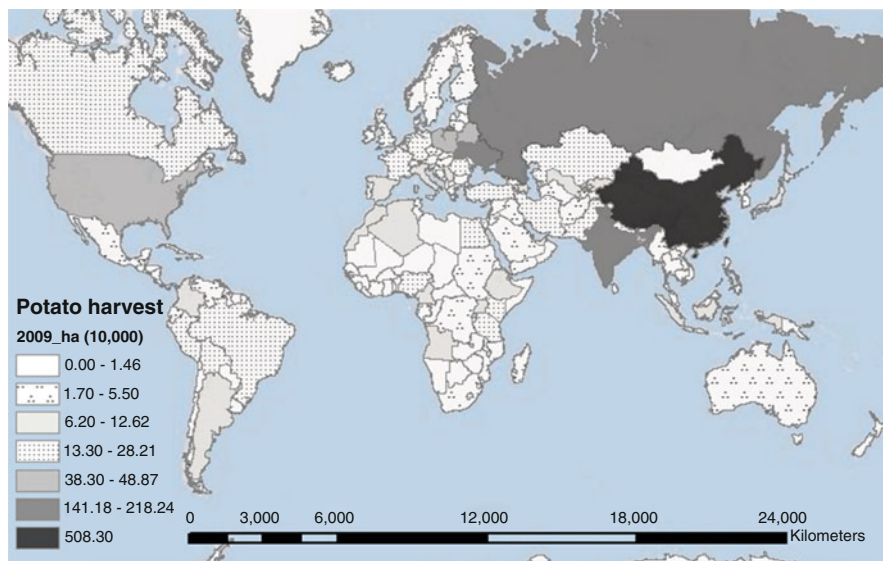 Potato harvest
2009_ha (10,000)
0.00 - 1.46
1.70 - 5.50
6.20 - 12.62
13.30 - 28.21
38.30 - 48.87
141.18 - 218.24
508.30
0 3,000 6,000 12,000 18,000 24,000
Kilometers